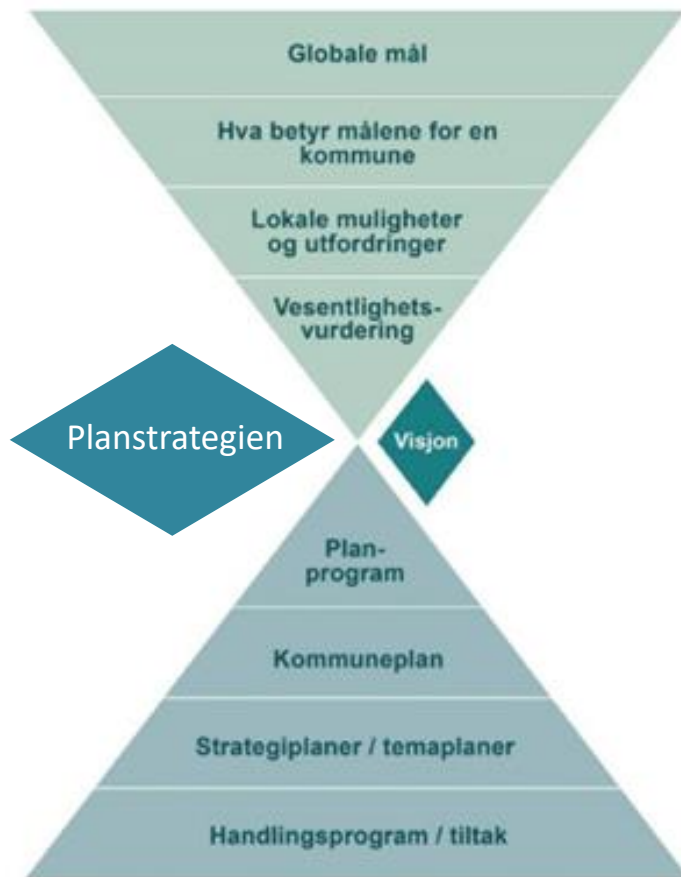 Globale mål
Hva betyr målene for en
kommune
Lokale muligheter
og utfordringer
Vesentlighets-
vurdering
Planstrategien
Visjon
Plan-
program
Kommuneplan
Strategiplaner / temaplaner
Handlingsprogram / tiltak